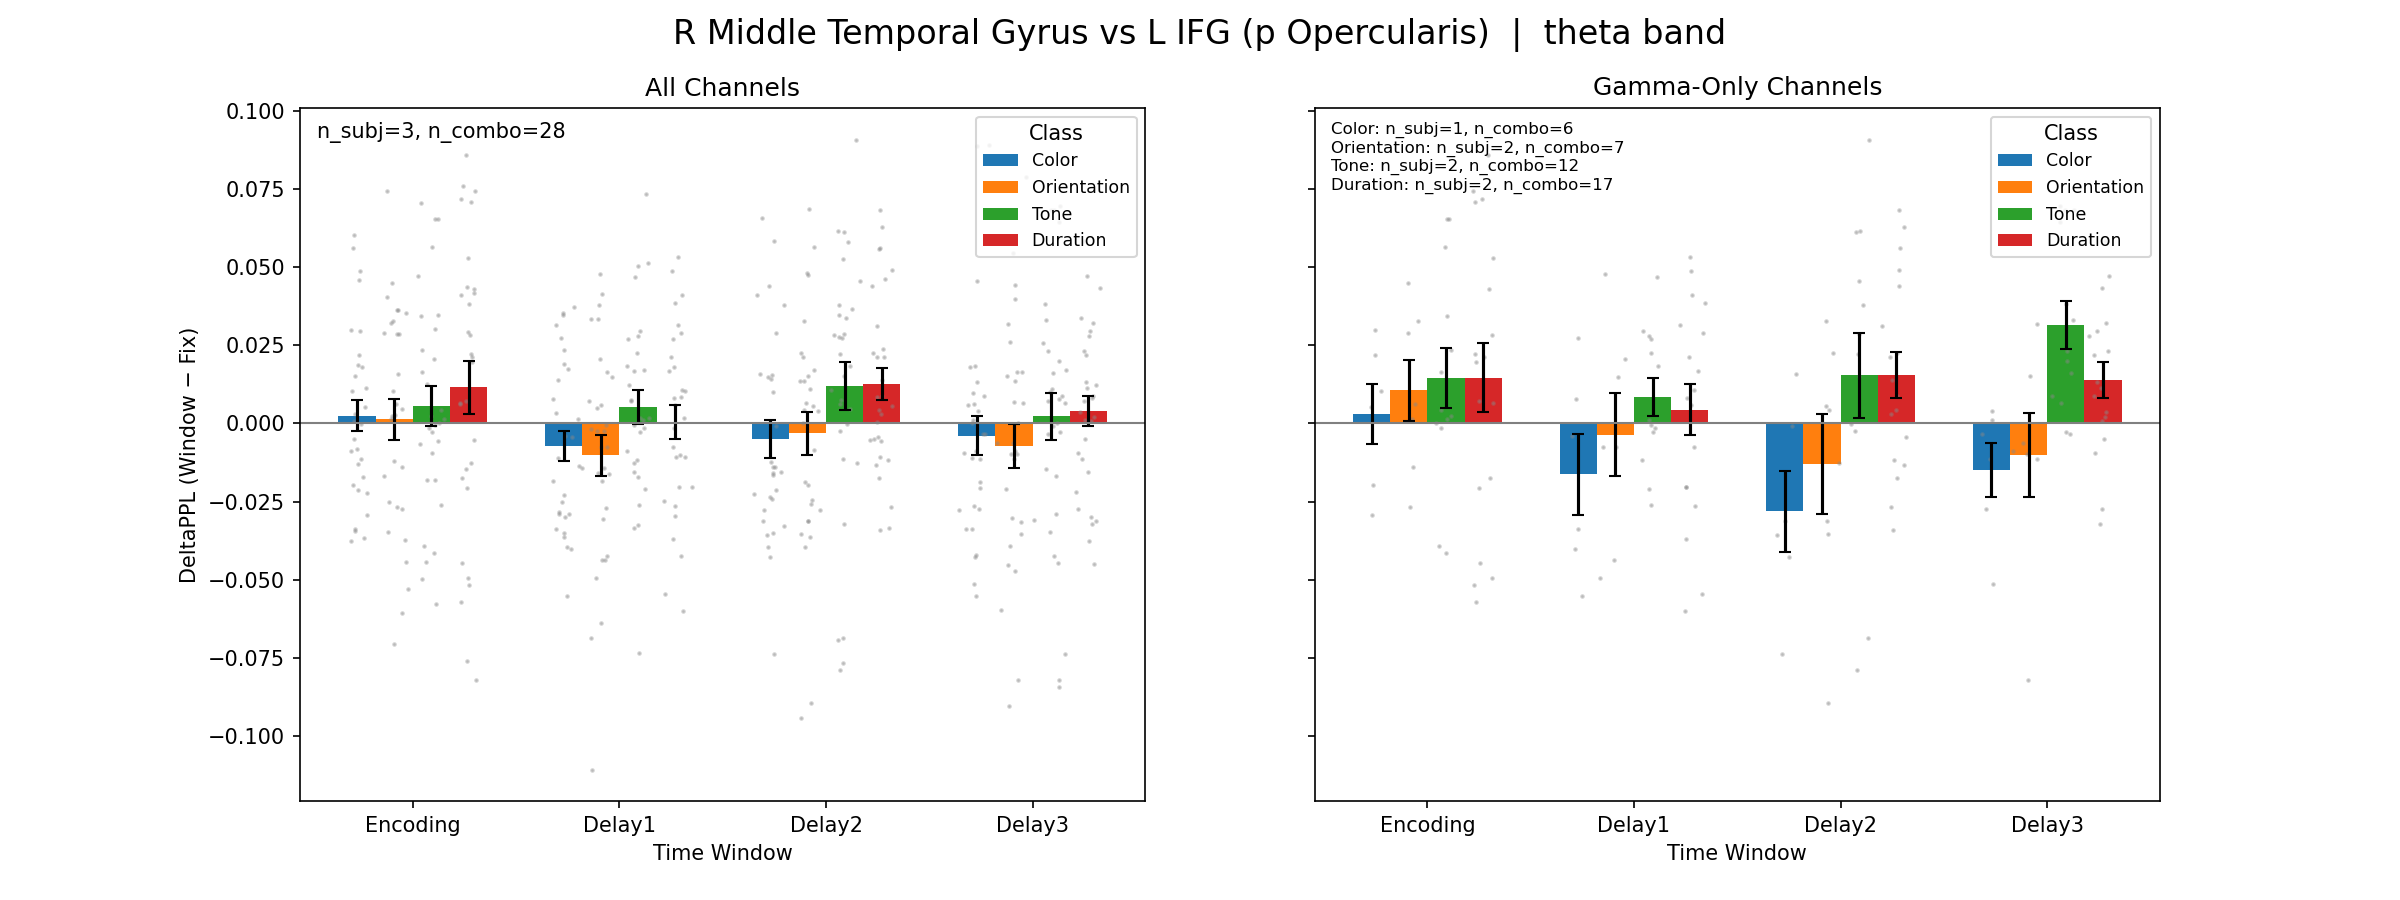 R Middle Temporal Gyrus vs L IFG (p Opercularis)  |  theta band
All Channels
n_subj=3, n_combo=28
Class
Color
Orientation
Tone
Duration
DeltaPPL (Window − Fix)
0.100
0.075
0.050
0.025
0.000
−0.025
−0.050
−0.075
−0.100
Encoding
Delay1
Delay2
Delay3
Time Window
Gamma-Only Channels
Color: n_subj=1, n_combo=6
Orientation: n_subj=2, n_combo=7
Tone: n_subj=2, n_combo=12
Duration: n_subj=2, n_combo=17
Class
Color
Orientation
Tone
Duration
Encoding
Delay1
Delay2
Delay3
Time Window